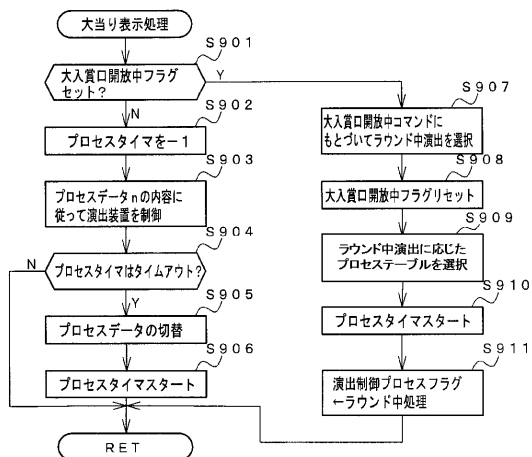 大当り表示処理
S901
大入賞口開放中フラグ
セット?
Y
N
S902
プロセスタイマを－1
S903
プロセスデータnの内容に
従って演出装置を制御
S904
プロセスタイマはタイムアウト?
N
Y
S905
プロセスデータの切替
S906
プロセスタイマスタート
RET
S907
大入賞口開放中コマンドに
もとづいてラウンド中演出を選択
S908
大入賞口開放中フラグリセット
S909
ラウンド中演出に応じた
プロセステーブルを選択
S910
プロセスタイマスタート
S911
演出制御プロセスフラグ
←ラウンド中処理